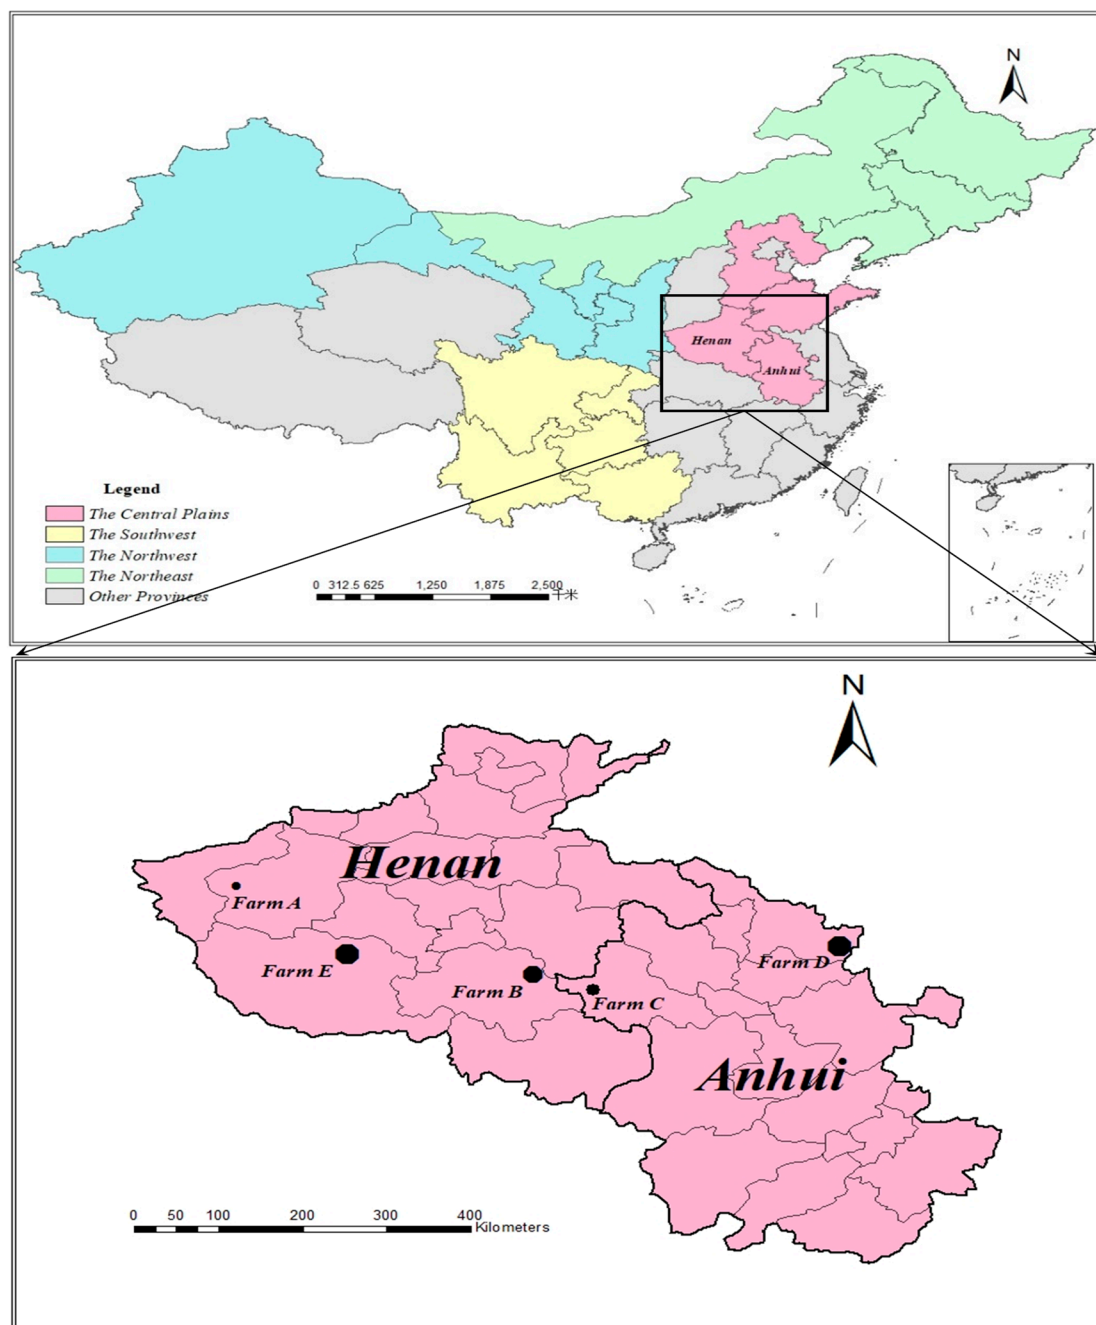 N
Henan
Anhui
Legend
The Central Plains
The Southwest
The Northwest
The Northeast
Other Provinces
0 312.5 625 1,250 1,875 2,500
千米
N
Henan
Farm A
Farm E
Farm B
Farm C
Farm D
Anhui
0 50 100 200 300 400
Kilometers